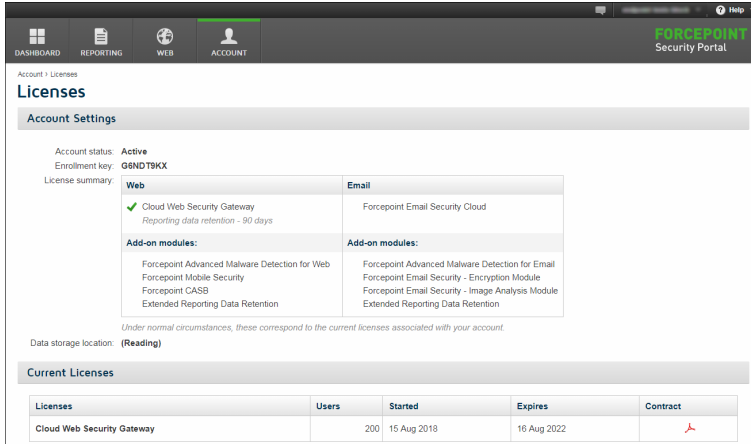 Help
DASHBOARD REPORTING WEB ACCOUNT
FORCEPOINT
Security Portal
Account > Licenses
Licenses
Account Settings
Account status: Active
Enrollment key: G6NDT9KX
License summary:
Web Email
Cloud Web Security Gateway Forcepoint Email Security Cloud
Reporting data retention - 90 days
Add-on modules: Add-on modules:
Forcepoint Advanced Malware Detection for Web Forcepoint Advanced Malware Detection for Email
Forcepoint Mobile Security Forcepoint Email Security - Encryption Module
Forcepoint CASB Forcepoint Email Security - Image Analysis Module
Extended Reporting Data Retention Extended Reporting Data Retention
Under normal circumstances, these correspond to the current licenses associated with your account.
Data storage location: (Reading)
Current Licenses
Licenses Users Started Expires Contract
Cloud Web Security Gateway 200 15 Aug 2018 16 Aug 2022